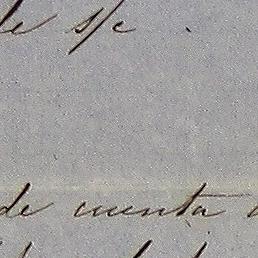 de s/c .
de cuenta